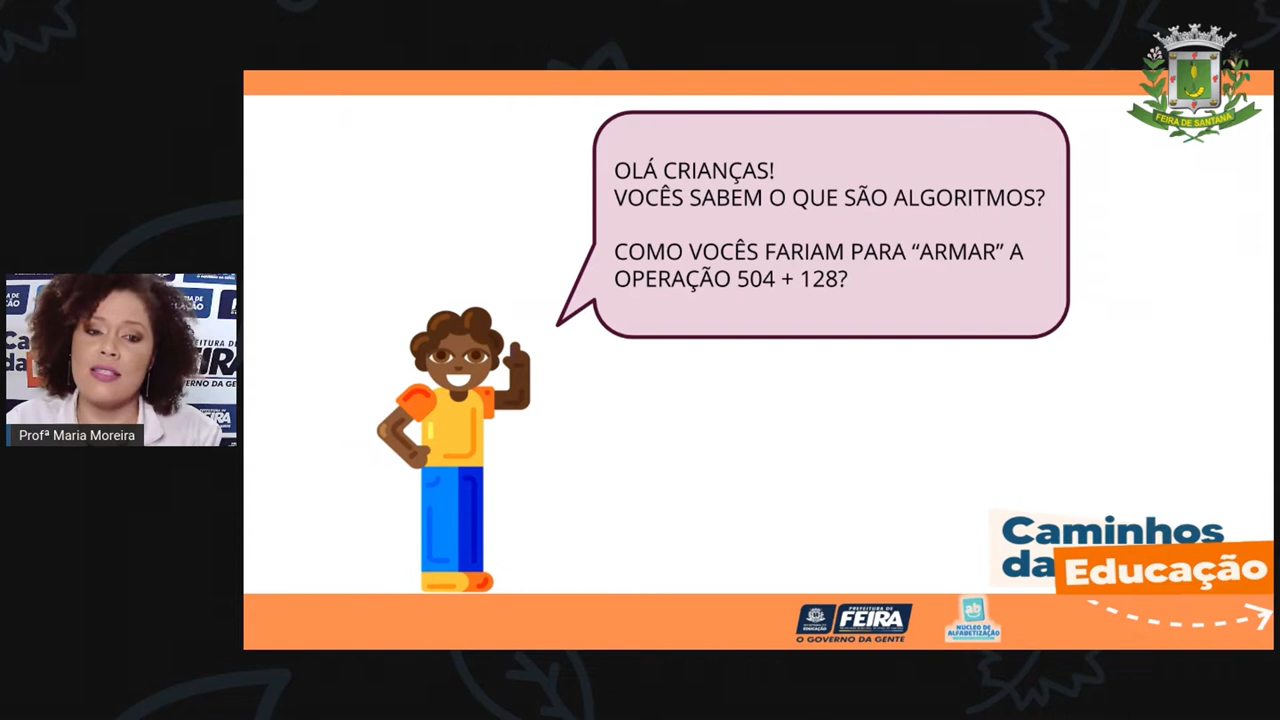 FEIRA DE SANTANA
OLÁ CRIANÇAS!
VOCÊS SABEM O QUE SÃO ALGORITMOS?
COMO VOCÊS FARIAM PARA “ARMAR” A
OPERAÇÃO 504 + 128?
Profª Maria Moreira
Caminhos
da Educação
PREFEITURA DE
FEIRA
O GOVERNO DA GENTE
ab
NÚCLEO DE
ALFABETIZAÇÃO